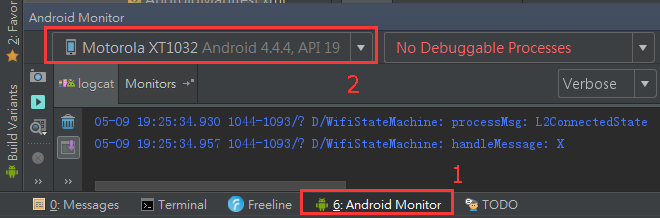 Android Monitor
2: Favor
Motorola XT1032 Android 4.4.4, API 19
No Debuggable Processes
2
logcat
Monitors
Verbose
Build Variants
05-09 19:25:34.930 1044-1093/? D/WifiStateMachine: processMsg: L2ConnectedState
05-09 19:25:34.957 1044-1093/? D/WifiStateMachine: handleMessage: X
1
0: Messages
Terminal
Freeline
6: Android Monitor
TODO